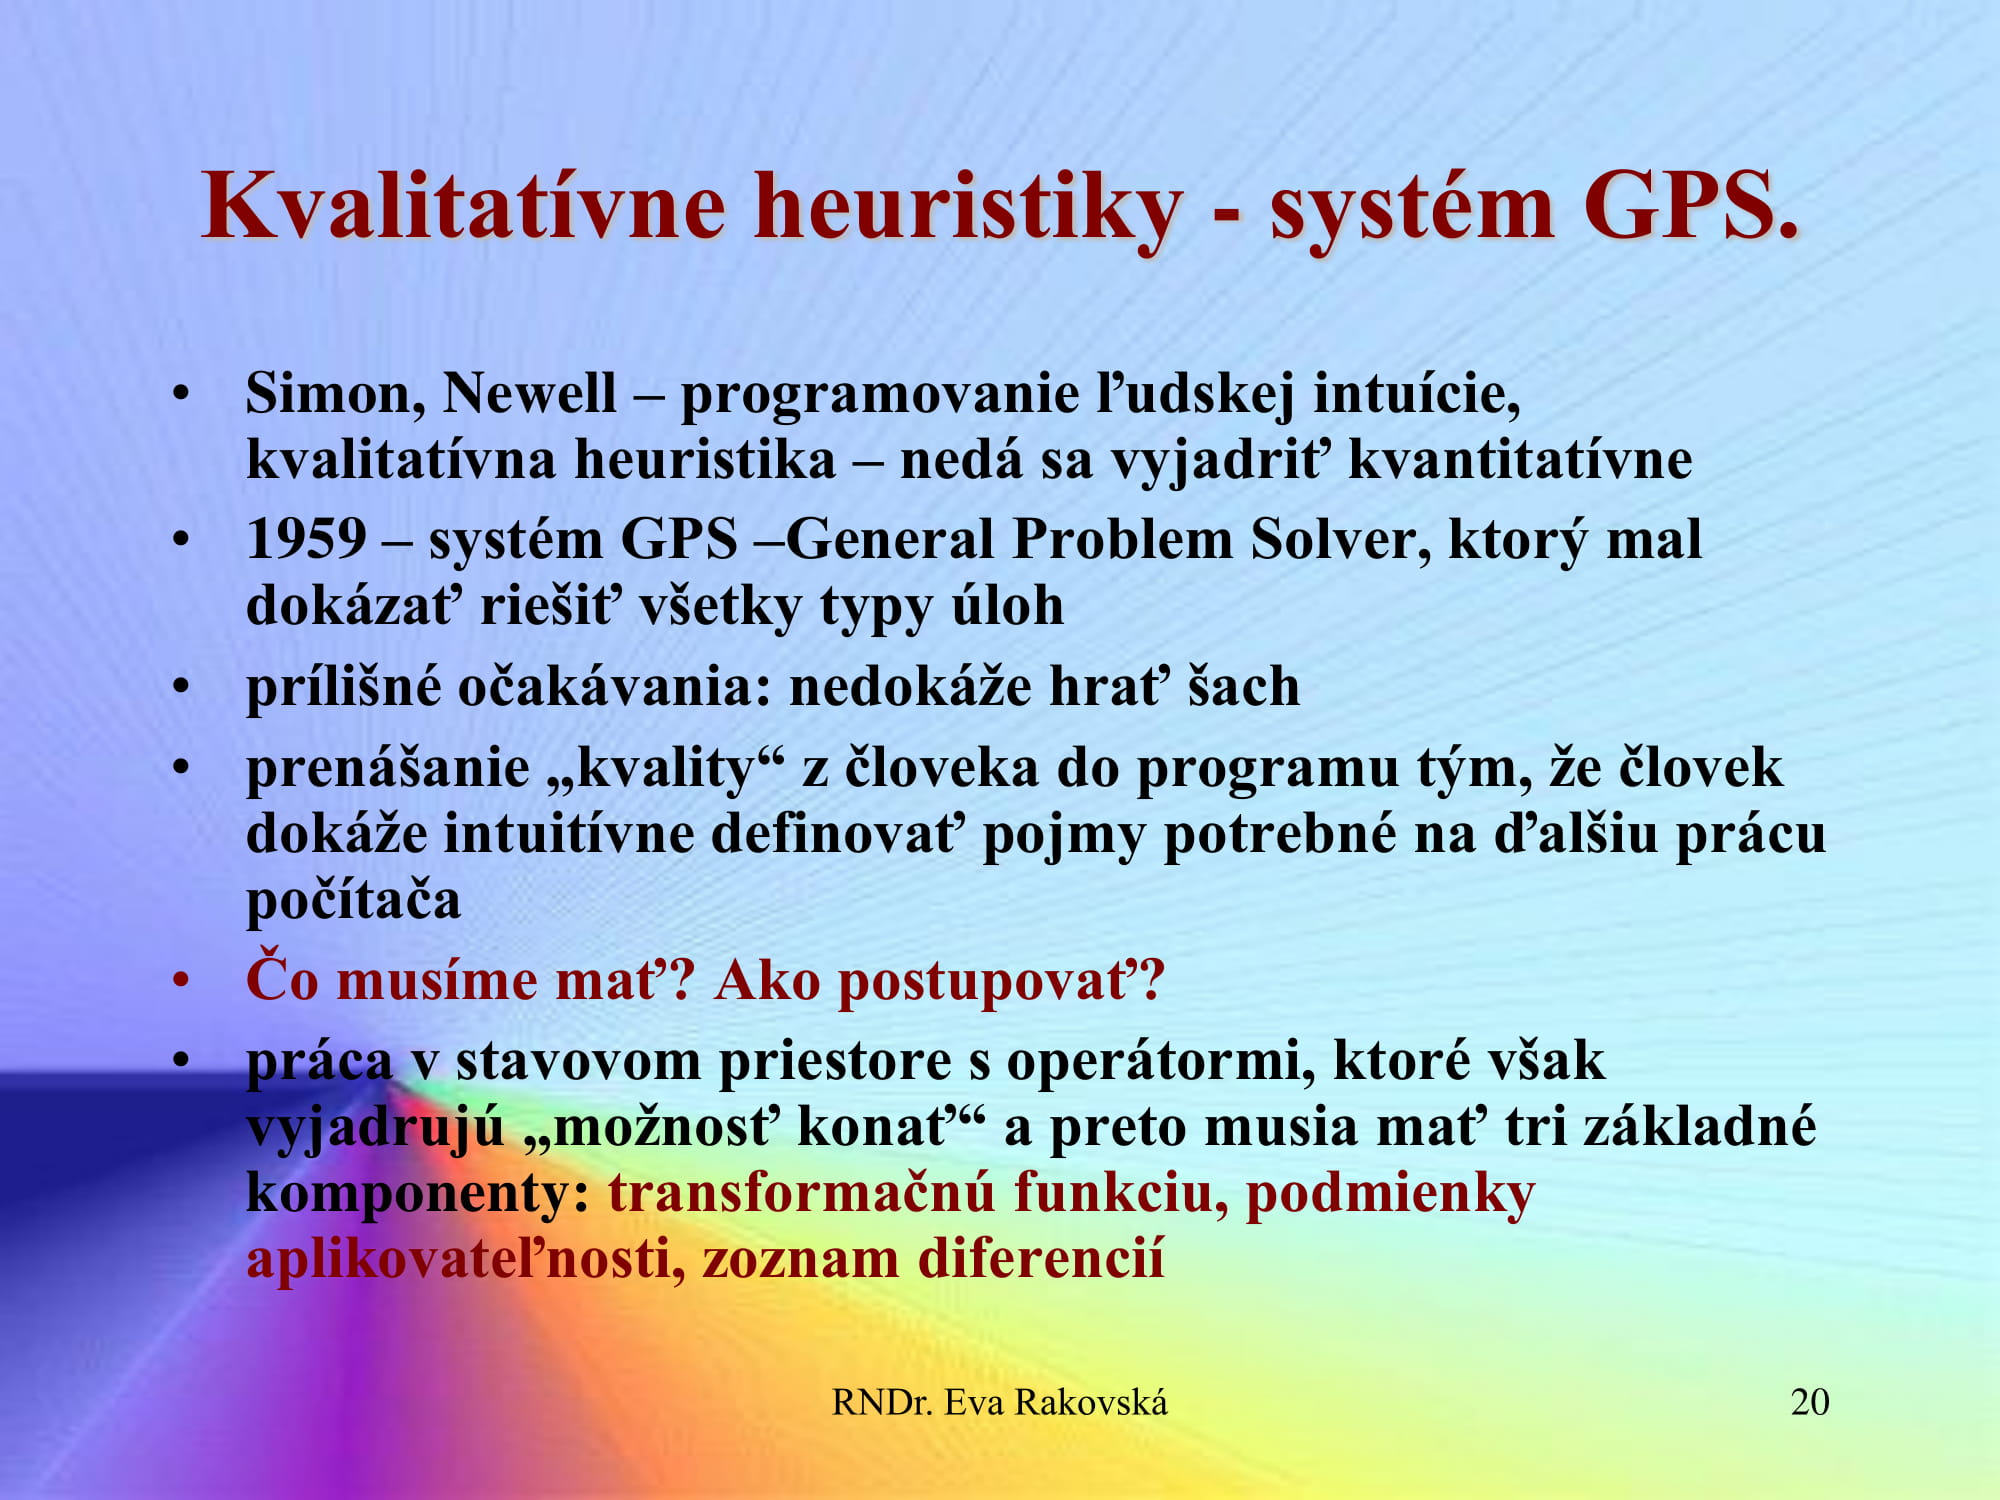 Kvalitatívne heuristiky - systém GPS.
• Simon, Newell – programovanie ľudskej intuície,
kvalitatívna heuristika – nedá sa vyjadriť kvantitatívne
• 1959 – systém GPS –General Problem Solver, ktorý mal
dokázať riešiť všetky typy úloh
• prílišné očakávania: nedokáže hrať šach
• prenášanie „kvality“ z človeka do programu tým, že človek
dokáže intuitívne definovať pojmy potrebné na ďalšiu prácu
počítača
• Čo musíme mať? Ako postupovať?
• práca v stavovom priestore s operátormi, ktoré však
vyjadrujú „možnosť konať“ a preto musia mať tri základné
komponenty: transformačnú funkciu, podmienky
aplikovateľnosti, zoznam diferencií
RNDr. Eva Rakovská
20